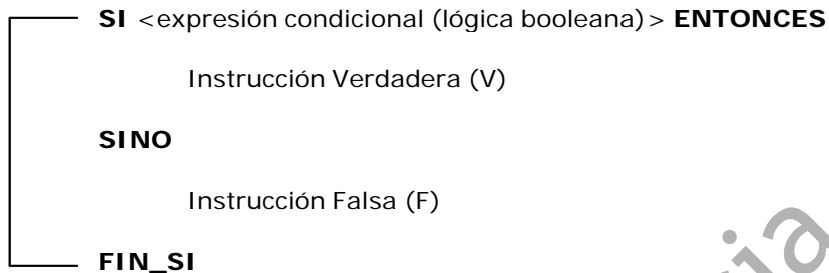 SI <expresión condicional (lógica booleana)> ENTONCES
Instrucción Verdadera (V)
SINO
Instrucción Falsa (F)
FIN_SI